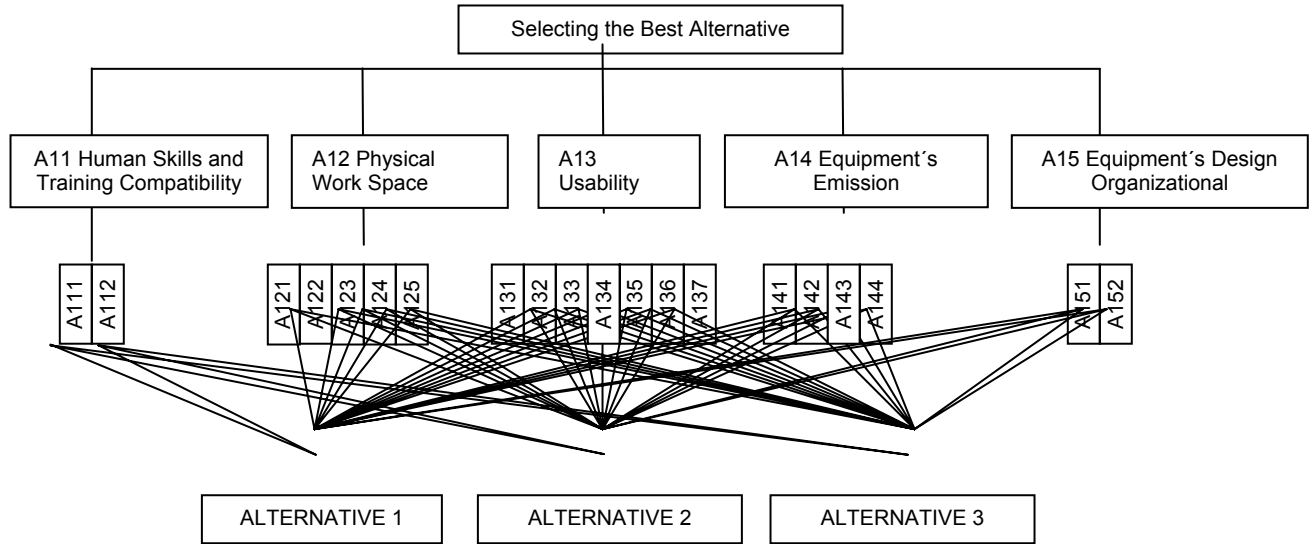 Selecting the Best Alternative
A11 Human Skills and
Training Compatibility
A12 Physical
Work Space
A13
Usability
A14 Equipment´s
Emission
A15 Equipment´s Design
Organizational
A111
A112
A121
A122
A123
A124
A125
A131
A132
A133
A134
A135
A136
A137
A141
A142
A143
A144
A151
A152
ALTERNATIVE 1
ALTERNATIVE 2
ALTERNATIVE 3